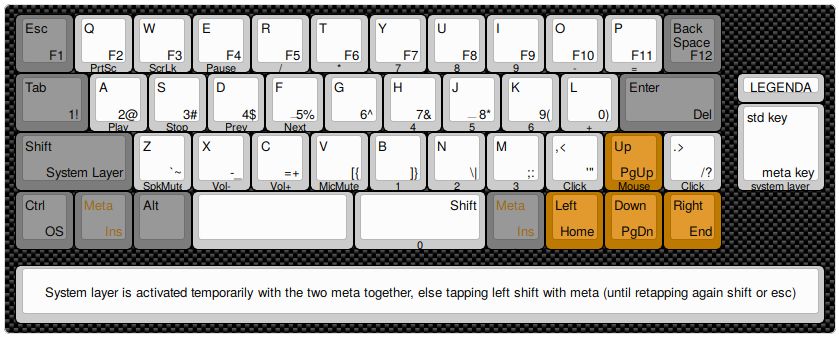 Esc Q W E R T Y U I O P Back
Space
F1 F2 F3 F4 F5 F6 F7 F8 F9 F10 F11 F12
PrtSc ScrLk Pause / * 7 8 9 - =
Tab A S D F G H J K L Enter LEGENDA
1! 2@ 3# 4$ _5% 6^ 7& _8* 9( 0) Del std key
Play Stop Prev Next 4 5 6 +
Shift Z X C V B N M ,< Up .>
System Layer `~ -_ =+ [{ ]} \| ;: '" PgUp /? meta key
SpkMute Vol- Vol+ MicMute 1 2 3 Click Mouse Click system layer
Ctrl Meta Alt Shift Meta Left Down Right
OS Ins Ins Home PgDn End
0
System layer is activated temporarily with the two meta together, else tapping left shift with meta (until retapping again shift or esc)